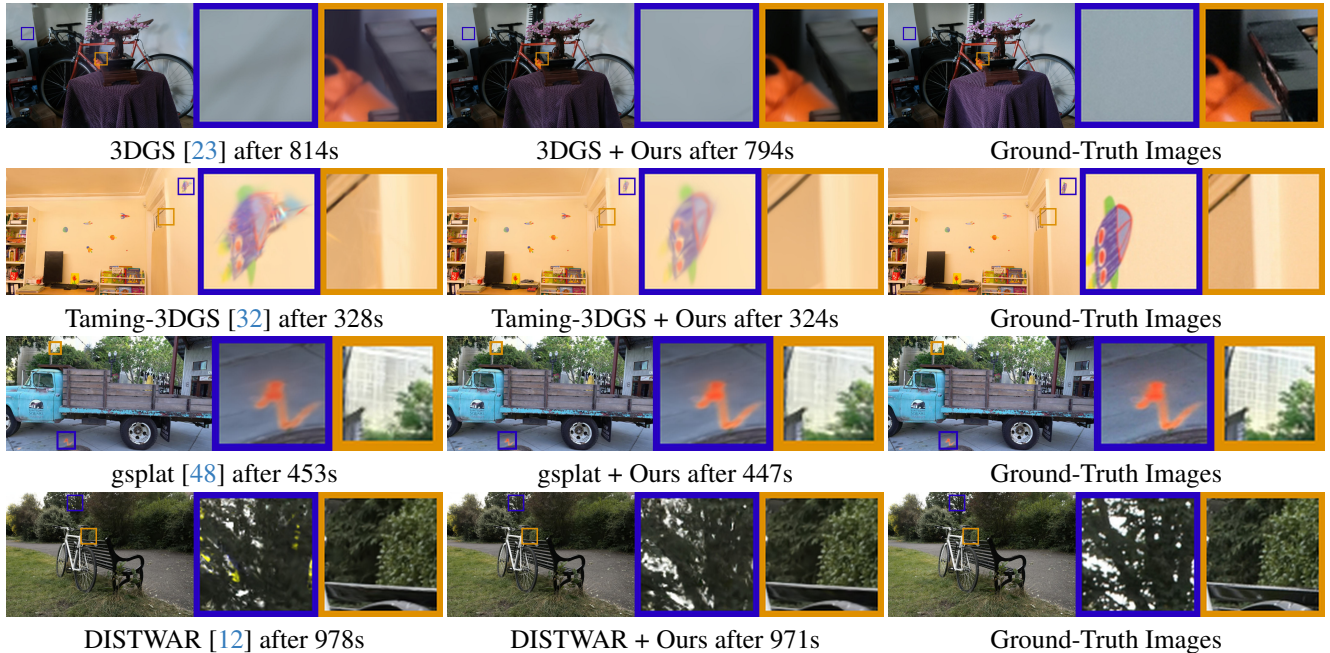 3DGS [23] after 814s
3DGS + Ours after 794s
Ground-Truth Images
Taming-3DGS [32] after 328s
Taming-3DGS + Ours after 324s
Ground-Truth Images
gsplat [48] after 453s
gsplat + Ours after 447s
Ground-Truth Images
DISTWAR [12] after 978s
DISTWAR + Ours after 971s
Ground-Truth Images